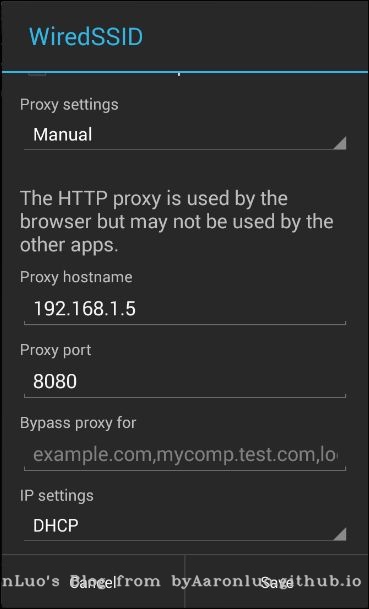 WiredSSID
Proxy settings
Manual
The HTTP proxy is used by the
browser but may not be used by the
other apps.
Proxy hostname
192.168.1.5
Proxy port
8080
Bypass proxy for
example.com,mycomp.test.com,lo
IP settings
DHCP
Cancel Save
nLuo's Blog from byAaronluo.github.io